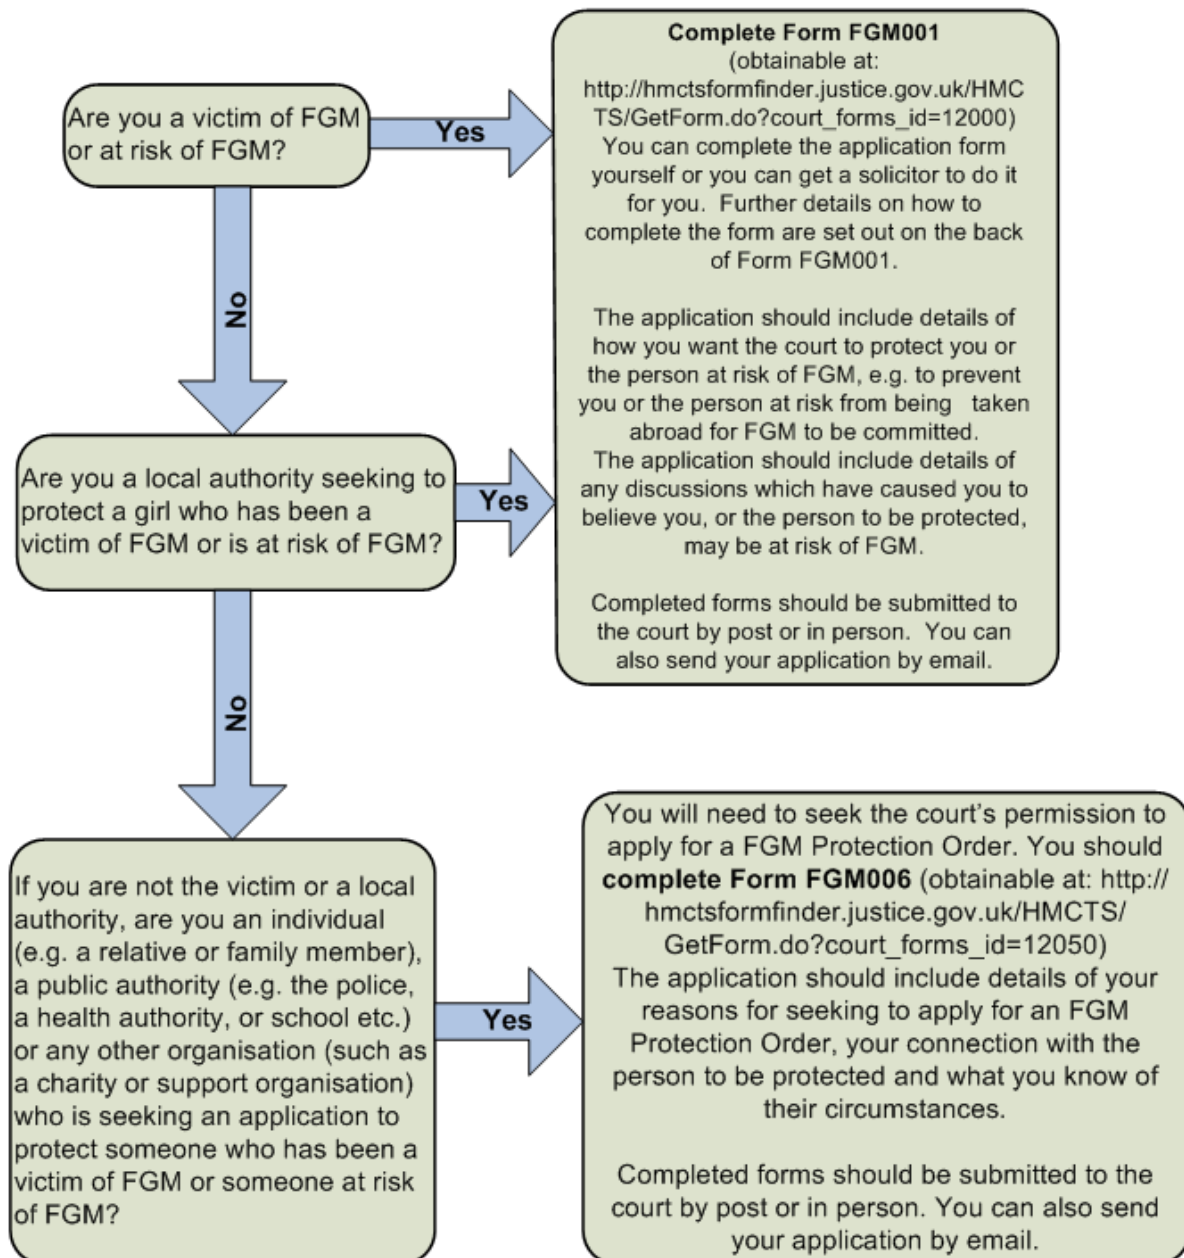 Are you a victim of FGM
or at risk of FGM?
Yes
Complete Form FGM001
(obtainable at:
http://hmctsformfinder.justice.gov.uk/HMC
TS/GetForm.do?court_forms_id=12000)
You can complete the application form
yourself or you can get a solicitor to do it
for you. Further details on how to
complete the form are set out on the back
of Form FGM001.
The application should include details of
how you want the court to protect you or
the person at risk of FGM, e.g. to prevent
you or the person at risk from being taken
abroad for FGM to be committed.
The application should include details of
any discussions which have caused you to
believe you, or the person to be protected,
may be at risk of FGM.
Completed forms should be submitted to
the court by post or in person. You can
also send your application by email.
No
Are you a local authority seeking to
protect a girl who has been a
victim of FGM or is at risk of FGM?
Yes
No
If you are not the victim or a local
authority, are you an individual
(e.g. a relative or family member),
a public authority (e.g. the police,
a health authority, or school etc.)
or any other organisation (such as
a charity or support organisation)
who is seeking an application to
protect someone who has been a
victim of FGM or someone at risk
of FGM?
Yes
You will need to seek the court's permission to
apply for a FGM Protection Order. You should
complete Form FGM006 (obtainable at: http://
hmctsformfinder.justice.gov.uk/HMCTS/
GetForm.do?court_forms_id=12050)
The application should include details of your
reasons for seeking to apply for an FGM
Protection Order, your connection with the
person to be protected and what you know of
their circumstances.
Completed forms should be submitted to the
court by post or in person. You can also send
your application by email.